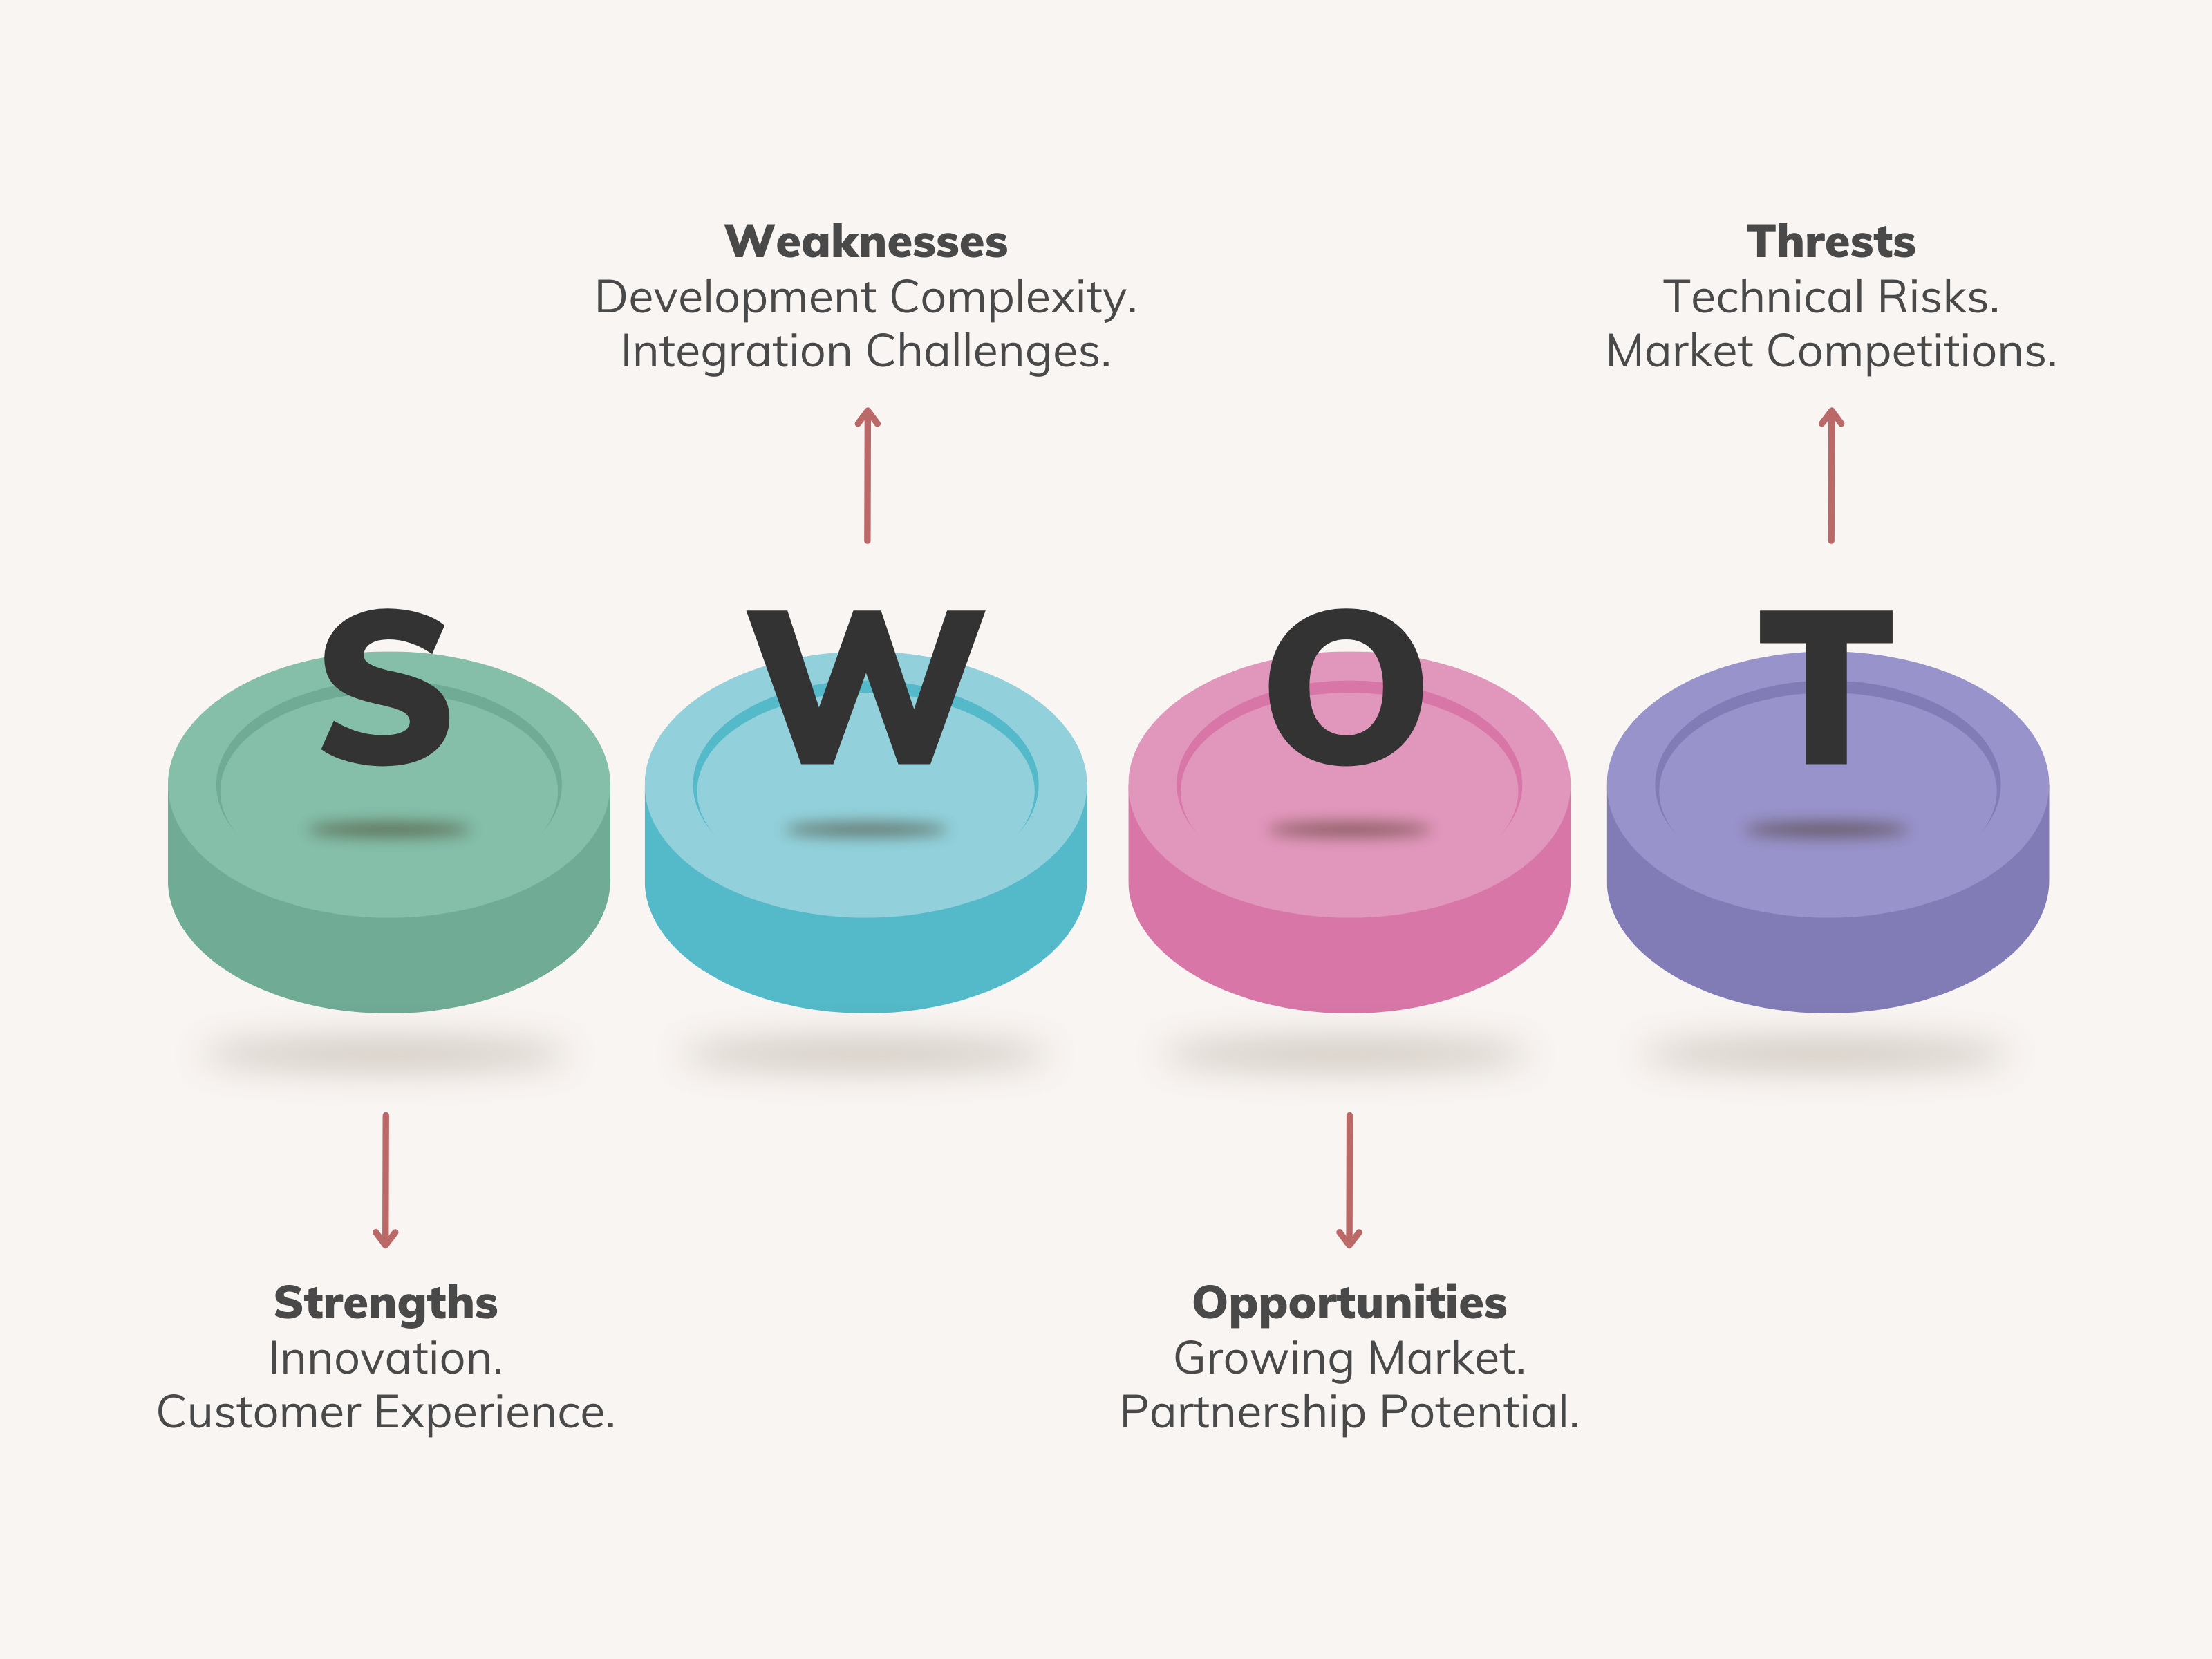 Weaknesses
Development Complexity.
Integration Challenges.
Thrests
Technical Risks.
Market Competitions.
S
W
O
T
Strengths
Innovation.
Customer Experience.
Opportunities
Growing Market.
Partnership Potential.